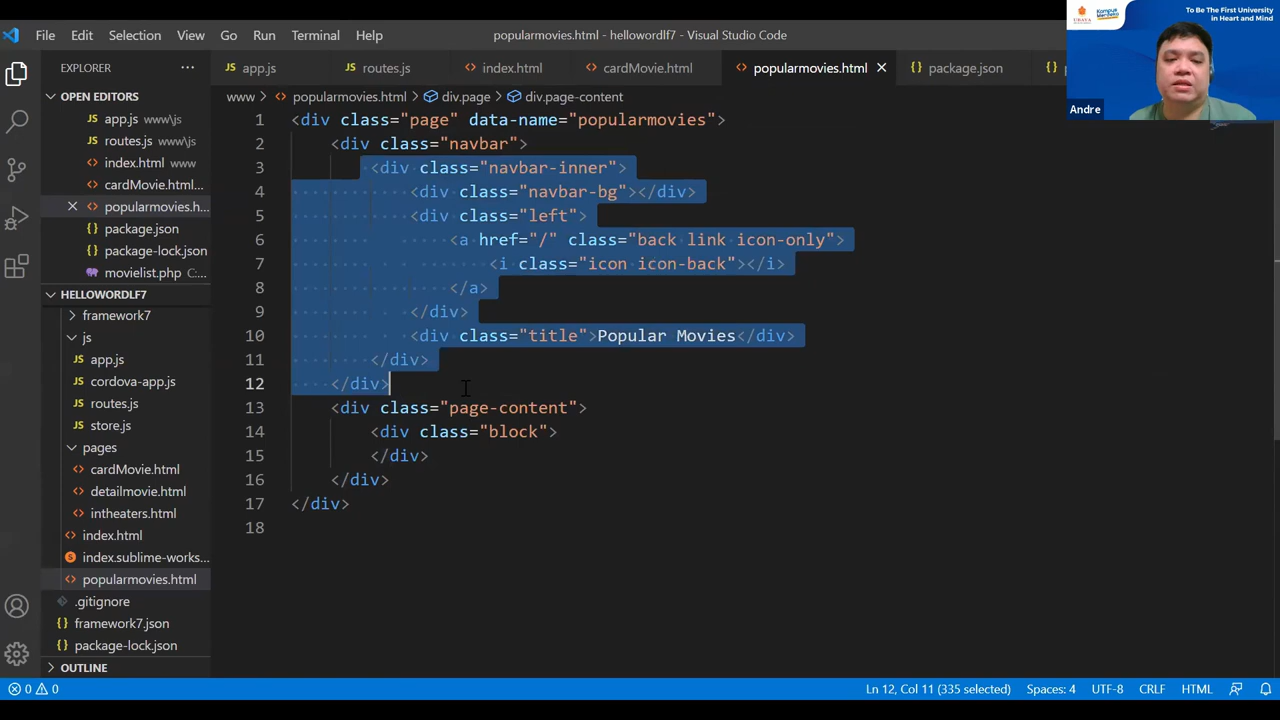 File Edit Selection View Go Run Terminal Help
popularmovies.html - hellowordlf7 - Visual Studio Code
To Be The First University
in Heart and Mind
UBAYA
Kampus
Merdeka
Andre
EXPLORER ...
OPEN EDITORS
app.js www\js
routes.js www\js
index.html www
cardMovie.html...
popularmovies.h...
package.json
package-lock.json
movielist.php C:...
HELLOWORDLF7
framework7
js
app.js
cordova-app.js
routes.js
store.js
pages
cardMovie.html
detailmovie.html
intheaters.html
index.html
index.sublime-works...
popularmovies.html
.gitignore
framework7.json
package-lock.json
OUTLINE
app.js routes.js index.html cardMovie.html popularmovies.html package.json
www > popularmovies.html > div.page > div.page-content
1 <div class="page" data-name="popularmovies">
2 <div class="navbar">
3 <div class="navbar-inner">
4 <div class="navbar-bg"></div>
5 <div class="left">
6 <a href="/" class="back link icon-only">
7 <i class="icon icon-back"></i>
8 </a>
9 </div>
10 <div class="title">Popular Movies</div>
11 </div>
12 </div>
13 <div class="page-content">
14 <div class="block">
15 </div>
16 </div>
17 </div>
18
0 0 Ln 12, Col 11 (335 selected) Spaces: 4 UTF-8 CRLF HTML